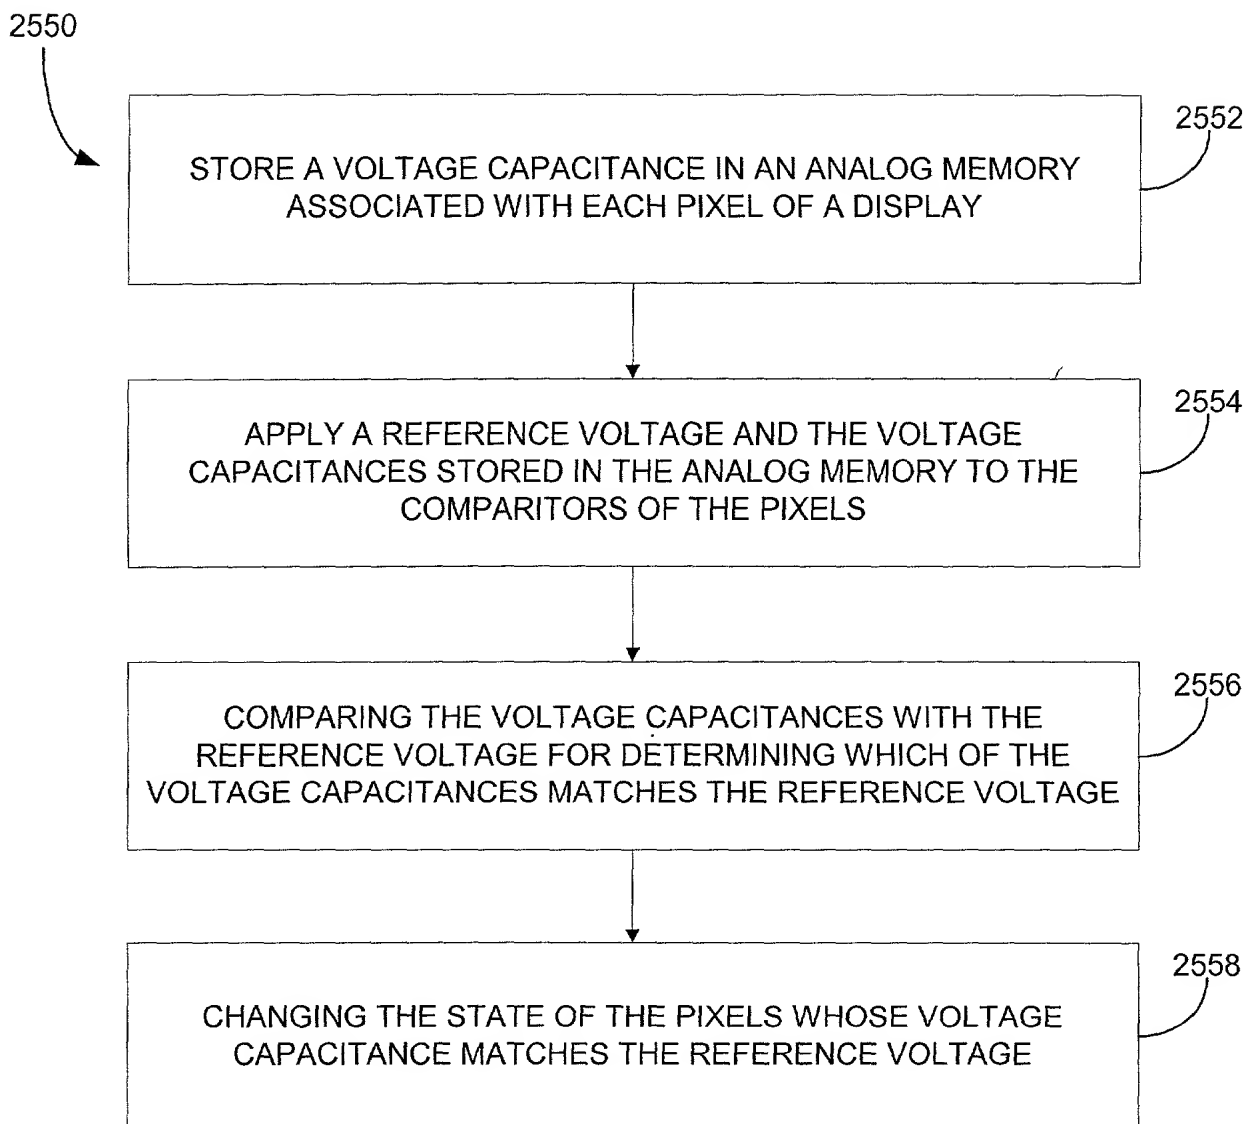 2550
2552
STORE A VOLTAGE CAPACITANCE IN AN ANALOG MEMORY
ASSOCIATED WITH EACH PIXEL OF A DISPLAY
2554
APPLY A REFERENCE VOLTAGE AND THE VOLTAGE
CAPACITANCES STORED IN THE ANALOG MEMORY TO THE
COMPARITORS OF THE PIXELS
2556
COMPARING THE VOLTAGE CAPACITANCES WITH THE
REFERENCE VOLTAGE FOR DETERMINING WHICH OF THE
VOLTAGE CAPACITANCES MATCHES THE REFERENCE VOLTAGE
2558
CHANGING THE STATE OF THE PIXELS WHOSE VOLTAGE
CAPACITANCE MATCHES THE REFERENCE VOLTAGE